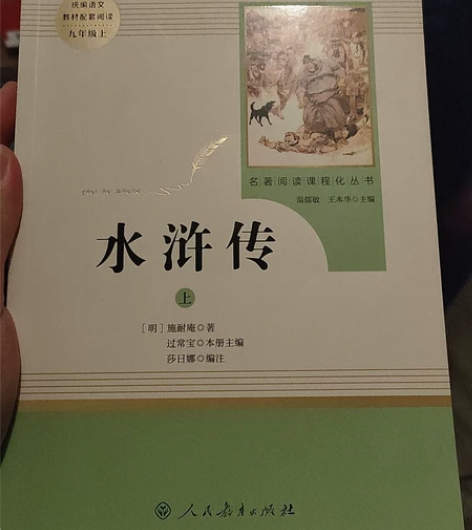 统编语文
教材配套阅读
九年级上
名著阅读课程化丛书
温儒敏 王本华◎主编
水浒传
上
[明]施耐庵◎著
过常宝◎本册主编
莎日娜◎编注
人民教育出版社